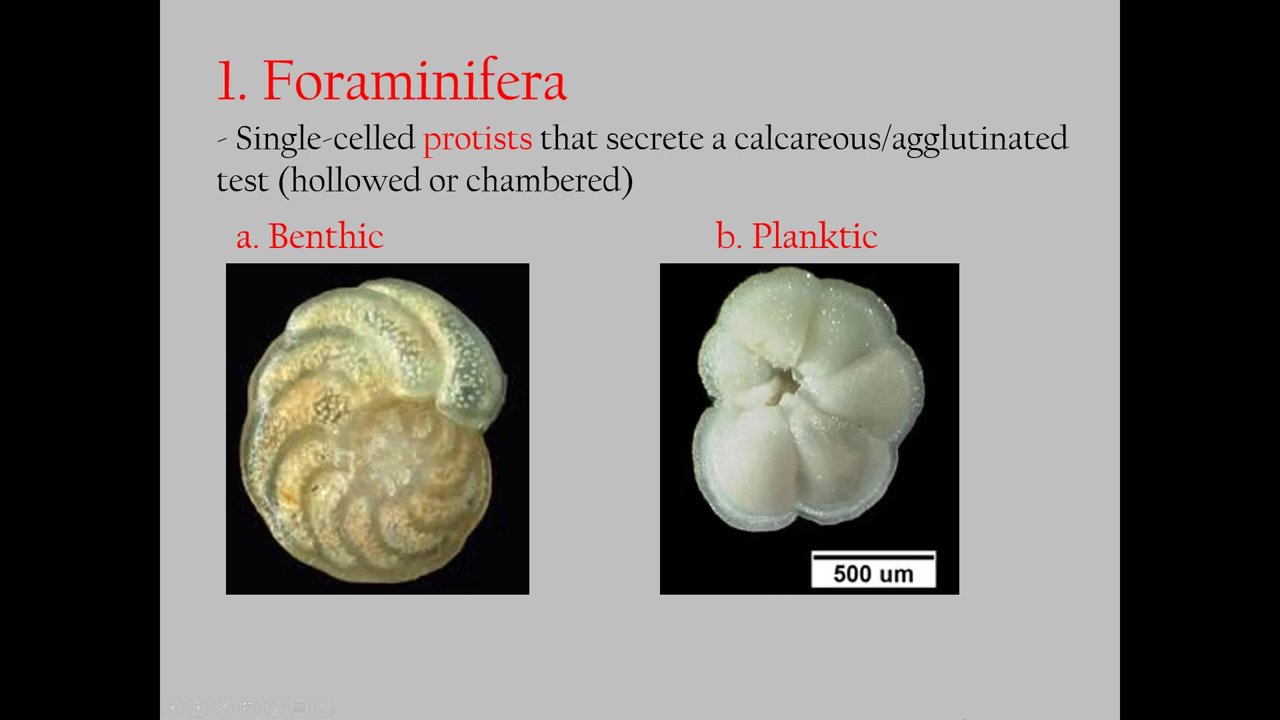 1. Foraminifera
- Single-celled protists that secrete a calcareous/agglutinated
test (hollowed or chambered)
a. Benthic
b. Planktic
500 um